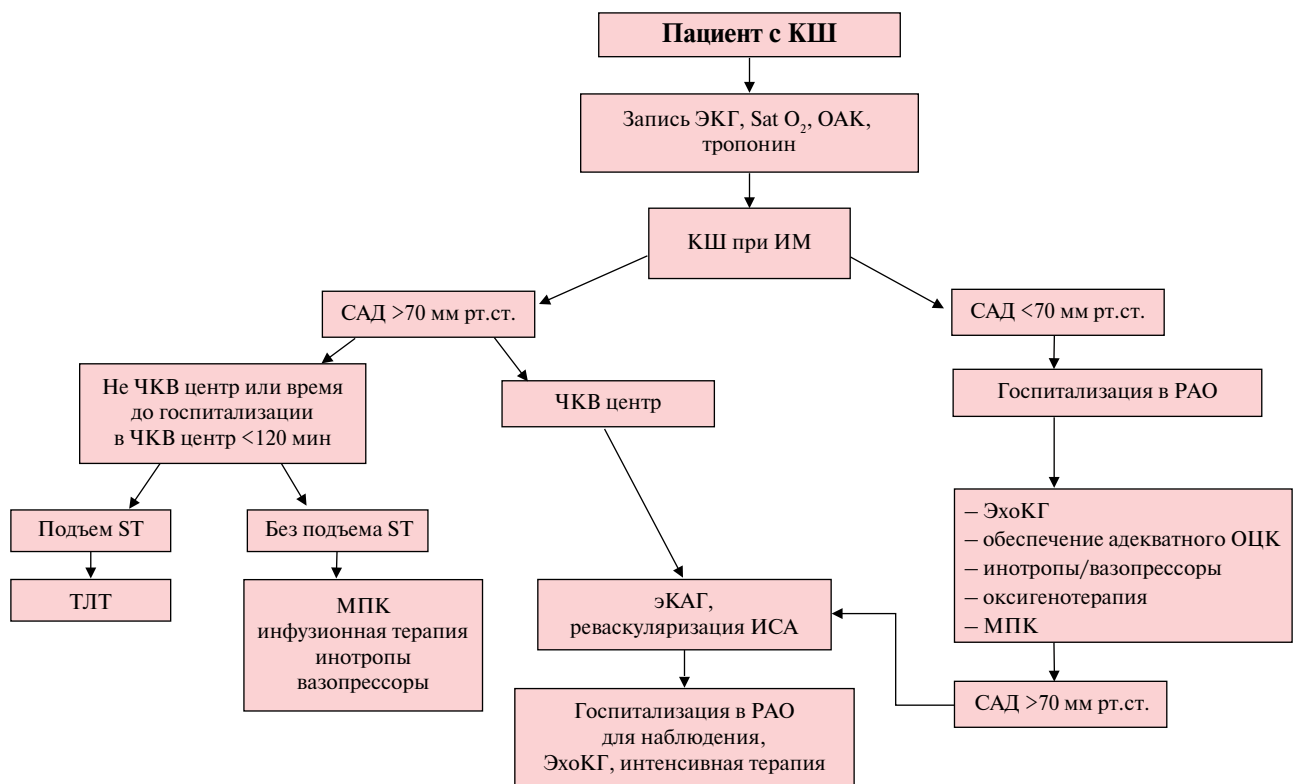 Пациент с КШ
Запись ЭКГ, Sat O₂, ОАК,
тропонин
КШ при ИМ
САД >70 мм рт.ст.
САД <70 мм рт.ст.
Не ЧКВ центр или время
до госпитализации
в ЧКВ центр <120 мин
ЧКВ центр
Госпитализация в РАО
Подъем ST
Без подъема ST
ТЛТ
МПК
инфузионная терапия
инотропы
вазопрессоры
эКАГ,
реваскуляризация ИСА
– ЭхоКГ
– обеспечение адекватного ОЦК
– инотропы/вазопрессоры
– оксигенотерапия
– МПК
САД >70 мм рт.ст.
Госпитализация в РАО
для наблюдения,
ЭхоКГ, интенсивная терапия